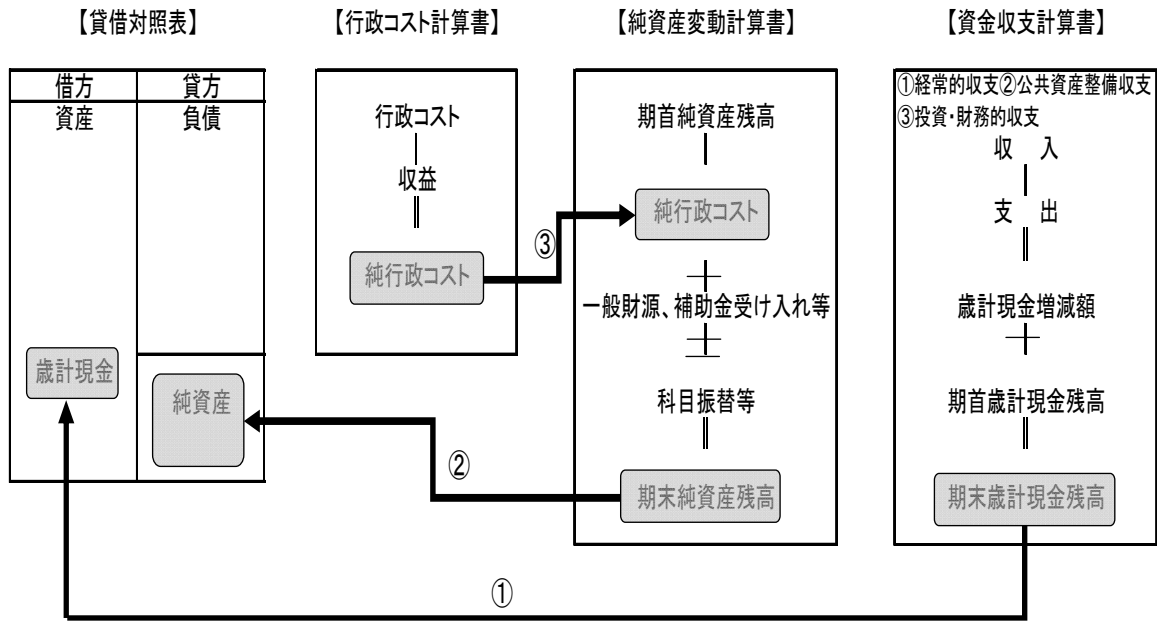 【貸借対照表】
【行政コスト計算書】
【純資産変動計算書】
【資金収支計算書】
借方
貸方
資産
負債
歳計現金
純資産
行政コスト
収益
純行政コスト
③
期首純資産残高
純行政コスト
一般財源、補助金受け入れ等
科目振替等
期末純資産残高
②
①経常的収支②公共資産整備収支
③投資・財務的収支
収 入
支 出
歳計現金増減額
期首歳計現金残高
期末歳計現金残高
①